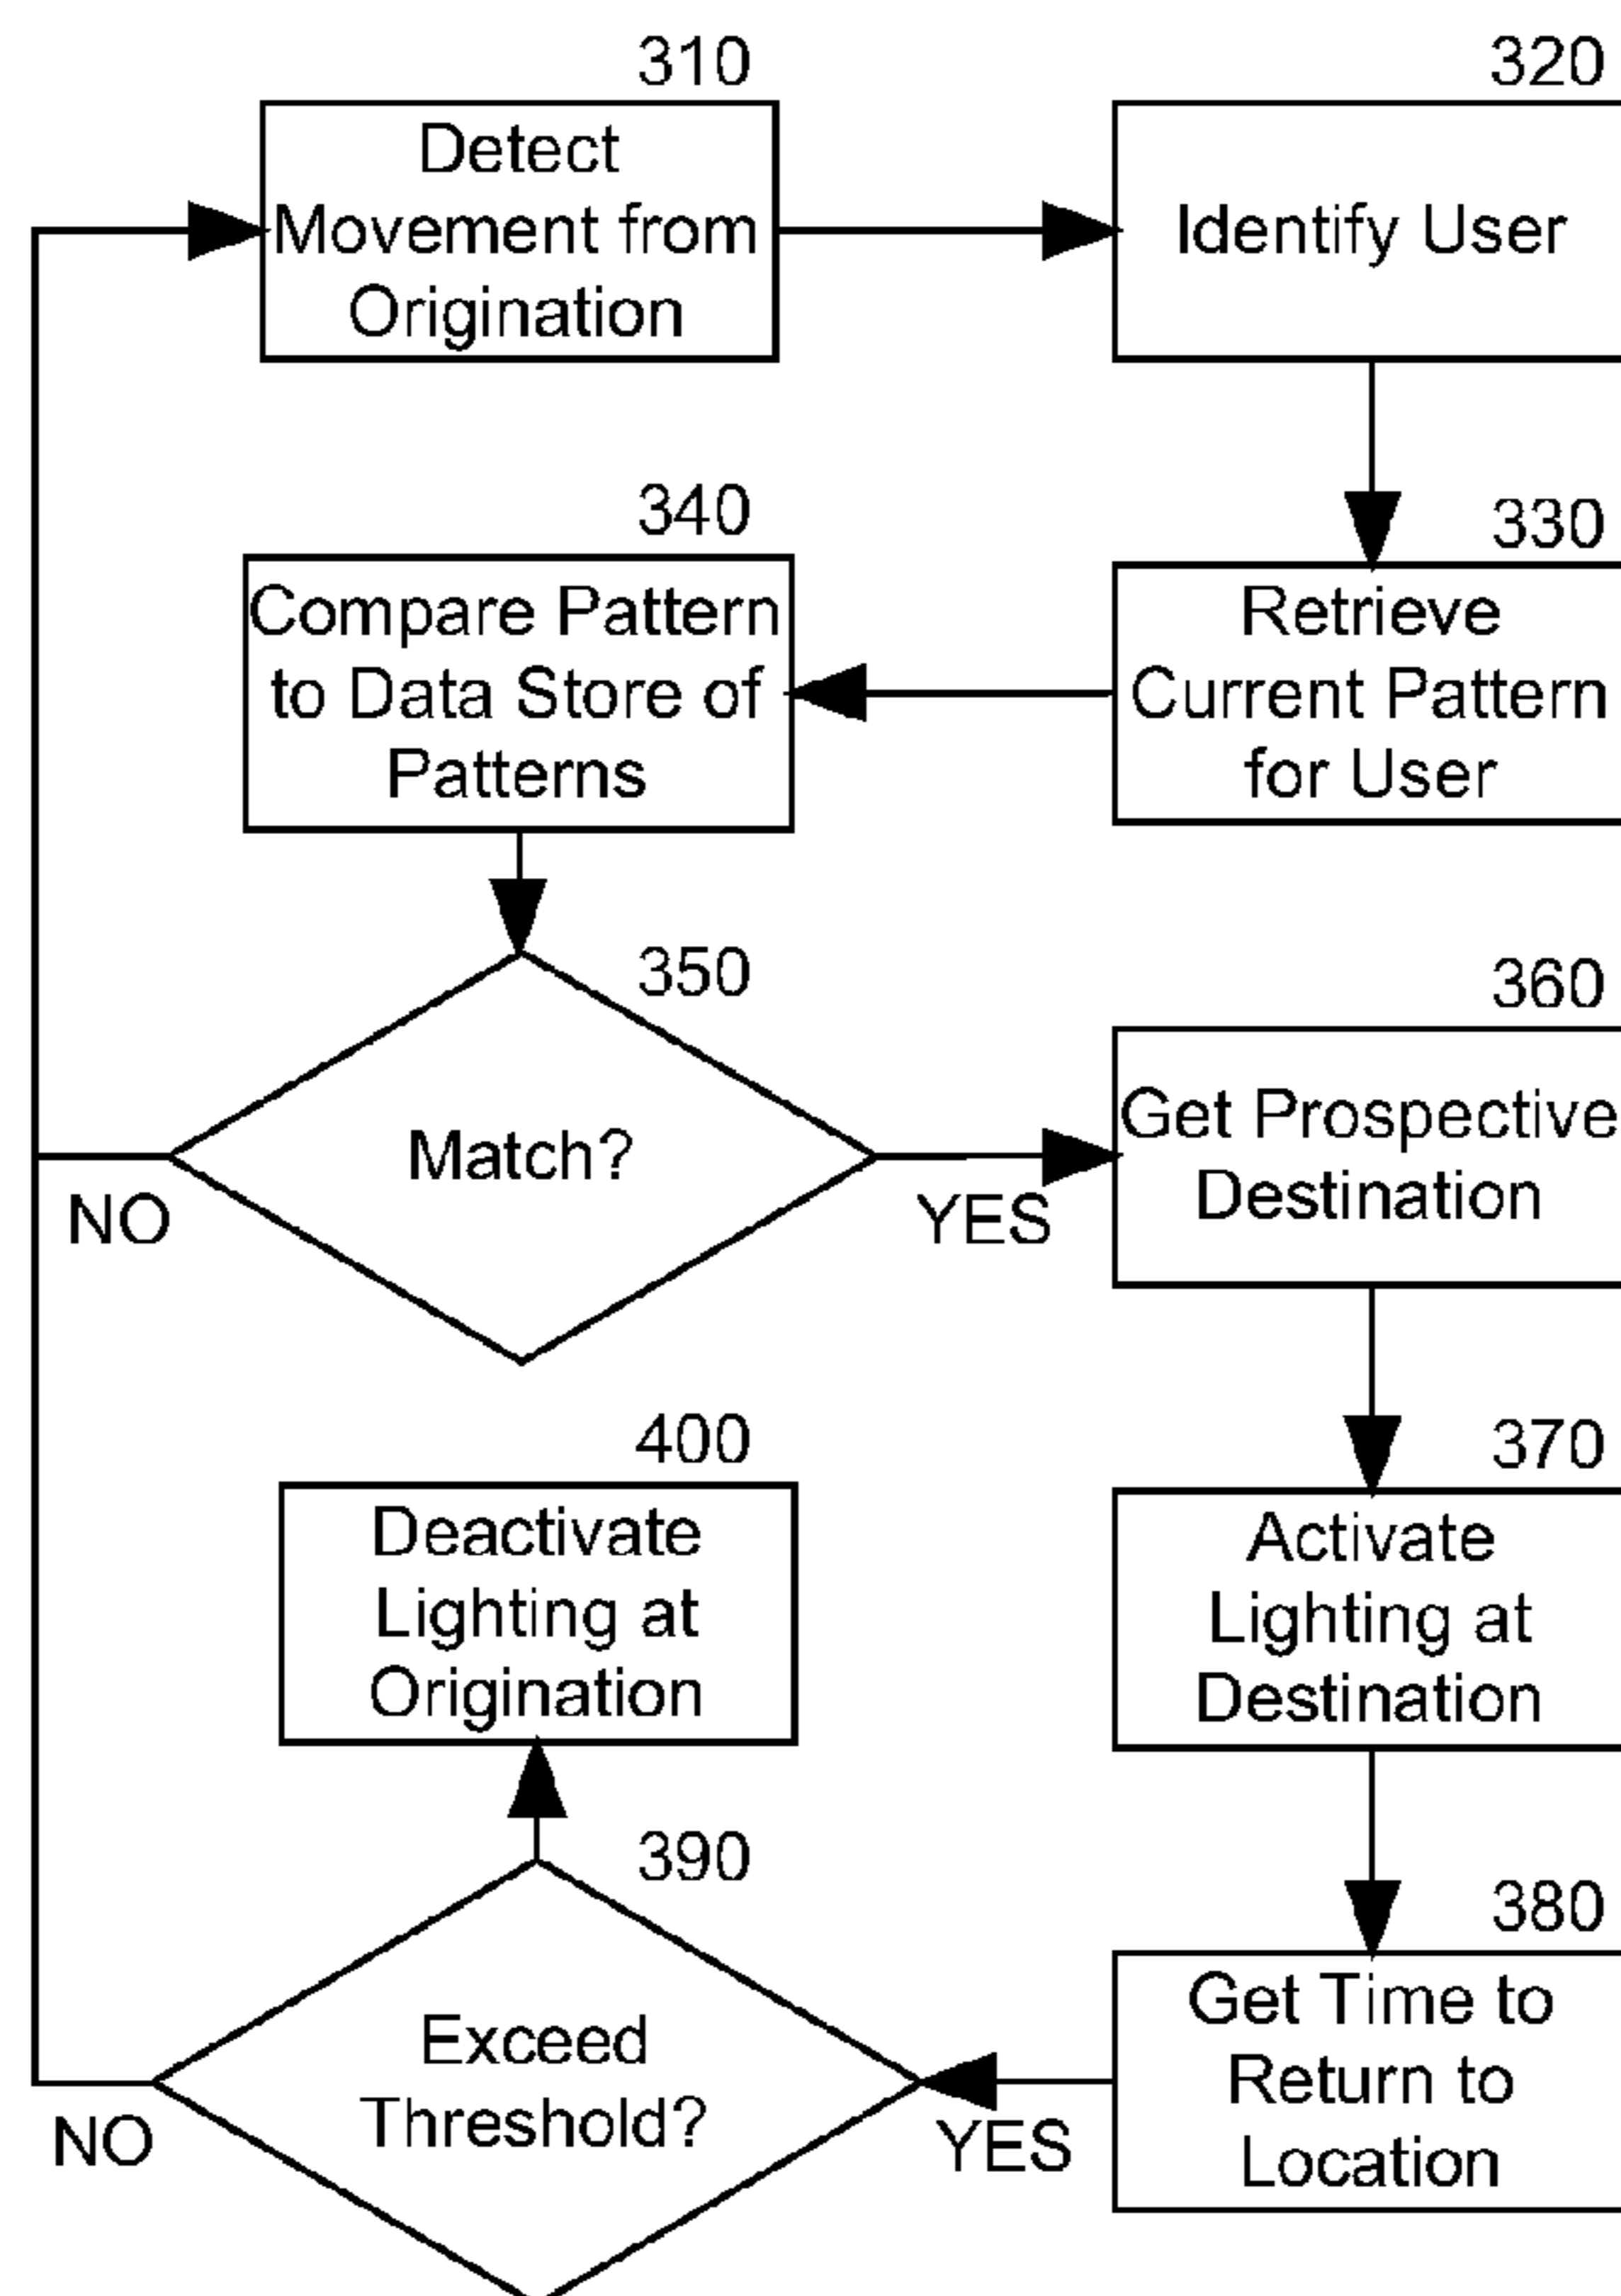 310
Detect
Movement from
Origination
320
Identify User
330
Retrieve
Current Pattern
for User
340
Compare Pattern
to Data Store of
Patterns
350
Match?
NO
YES
360
Get Prospective
Destination
370
Activate
Lighting at
Destination
380
Get Time to
Return to
Location
YES
390
Exceed
Threshold?
NO
400
Deactivate
Lighting at
Origination